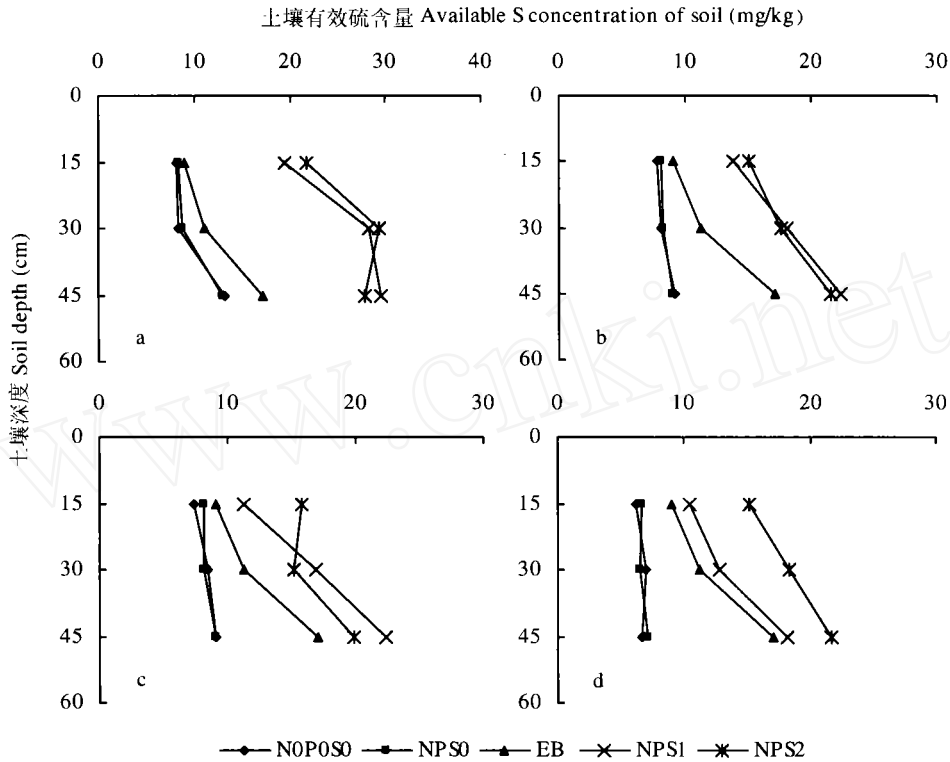 土壤有效硫含量 Available S concentration of soil (mg/kg)
0 10 20 30 40
0 10 20 30
0
15
30
45
60
a
0
15
30
45
60
b
土壤深度 Soil depth (cm)
0 10 20 30
0 10 20 30
0
15
30
45
60
c
0
15
30
45
60
d
N0P0S0 NPS0 EB NPS1 NPS2
www.cnki.net